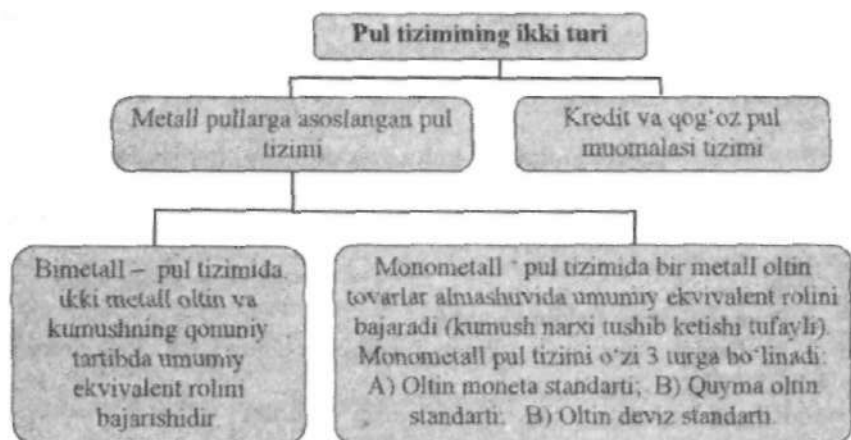 Pul tizimining ikki turi
Metall pullarga asoslangan pul
tizimi
Kredit va qog‘oz pul
muomalasi tizimi
Bimetall – pul tizimida
ikki metall oltin va
kumushning qonuniy
tartibda umumiy
ekvivalent rolini
bajarishidir.
Monometall - pul tizimida bir metall oltin
tovarlar almashuvida umumiy ekvivalent rolini
bajaradi (kumush narxi tushib ketishi tufayli).
Monometall pul tizimi o‘zi 3 turga bo‘linadi:
A) Oltin moneta standarti; B) Quyma oltin
standarti. B) Oltin deviz standarti.